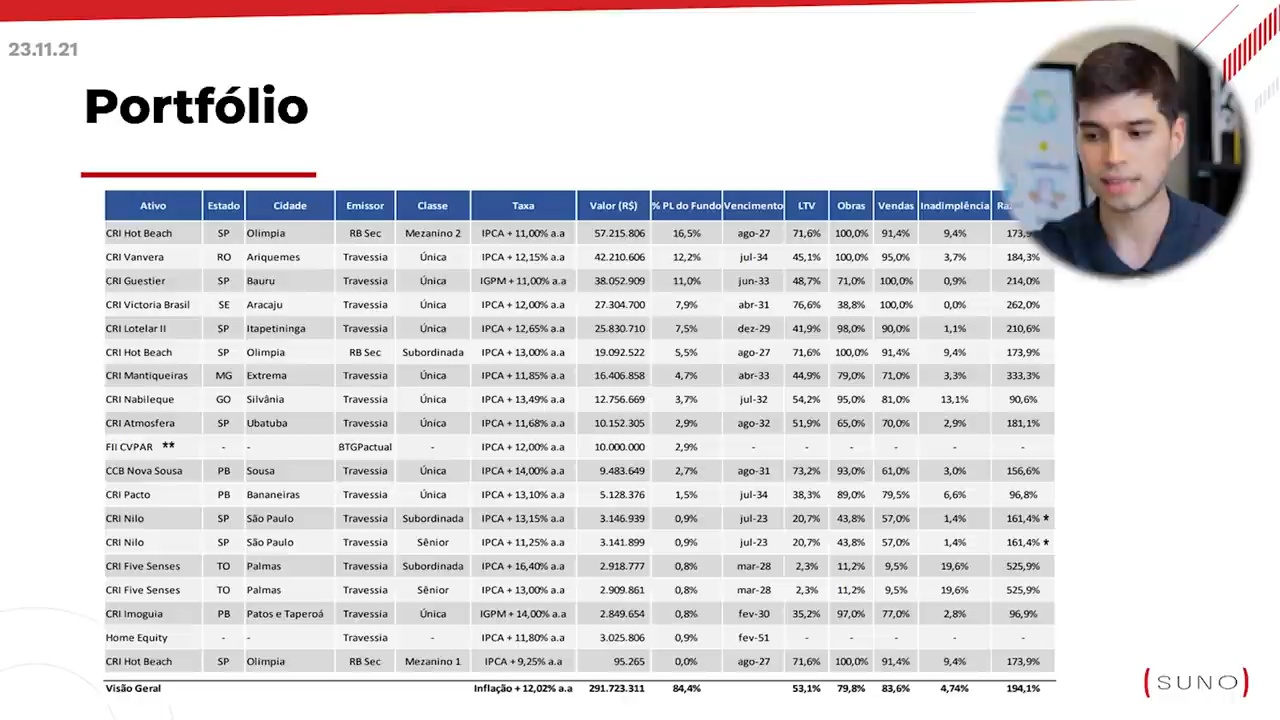 23.11.21
Portfólio
Ativo Estado Cidade Emissor Classe Taxa Valor (R$) % PL do Fundo Vencimento LTV Obras Vendas Inadimplência
CRI Hot Beach SP Olimpia RB Sec Mezanino 2 IPCA + 11,00% a.a 57.215.806 16,5% ago-27 71,6% 100,0% 91,4% 9,4%
CRI Vanvera RO Ariquemes Travessia Única IPCA + 12,15% a.a 42.210.606 12,2% jul-34 45,1% 100,0% 95,0% 3,7% 184,3%
CRI Guestier SP Bauru Travessia Única IGPM + 11,00% a.a 38.052.909 11,0% jun-33 48,7% 71,0% 100,0% 0,9% 214,0%
CRI Victoria Brasil SE Aracaju Travessia Única IPCA + 12,00% a.a 27.304.700 7,9% abr-31 76,6% 38,8% 100,0% 0,0% 262,0%
CRI Lotelar II SP Itapetininga Travessia Única IPCA + 12,65% a.a 25.830.710 7,5% dez-29 41,9% 98,0% 90,0% 1,1% 210,6%
CRI Hot Beach SP Olimpia RB Sec Subordinada IPCA + 13,00% a.a 19.092.522 5,5% ago-27 71,6% 100,0% 91,4% 9,4% 173,9%
CRI Mantiqueiras MG Extrema Travessia Única IPCA + 11,85% a.a 16.406.858 4,7% abr-33 44,9% 79,0% 71,0% 3,3% 333,3%
CRI Nabileque GO Silvânia Travessia Única IPCA + 13,49% a.a 12.756.669 3,7% jul-32 54,2% 95,0% 81,0% 13,1% 90,6%
CRI Atmosfera SP Ubatuba Travessia Única IPCA + 11,68% a.a 10.152.305 2,9% ago-32 51,9% 65,0% 70,0% 2,9% 181,1%
FII CVPAR ** - - BTGPactual - IPCA + 12,00% a.a 10.000.000 2,9% - - - - - -
CCB Nova Sousa PB Sousa Travessia Única IPCA + 14,00% a.a 9.483.649 2,7% ago-31 73,2% 93,0% 61,0% 3,0% 156,6%
CRI Pacto PB Bananeiras Travessia Única IPCA + 13,10% a.a 5.128.376 1,5% jul-34 38,3% 89,0% 79,5% 6,6% 96,8%
CRI Nilo SP São Paulo Travessia Subordinada IPCA + 13,15% a.a 3.146.939 0,9% jul-23 20,7% 43,8% 57,0% 1,4% 161,4% *
CRI Nilo SP São Paulo Travessia Sênior IPCA + 11,25% a.a 3.141.899 0,9% jul-23 20,7% 43,8% 57,0% 1,4% 161,4% *
CRI Five Senses TO Palmas Travessia Subordinada IPCA + 16,40% a.a 2.918.777 0,8% mar-28 2,3% 11,2% 9,5% 19,6% 525,9%
CRI Five Senses TO Palmas Travessia Sênior IPCA + 13,00% a.a 2.909.861 0,8% mar-28 2,3% 11,2% 9,5% 19,6% 525,9%
CRI Imoguia PB Patos e Taperoá Travessia Única IGPM + 14,00% a.a 2.849.654 0,8% fev-30 35,2% 97,0% 77,0% 2,8% 96,9%
Home Equity - - Travessia - IPCA + 11,80% a.a 3.025.806 0,9% fev-51 - - - - -
CRI Hot Beach SP Olimpia RB Sec Mezanino 1 IPCA + 9,25% a.a 95.265 0,0% ago-27 71,6% 100,0% 91,4% 9,4% 173,9%
Visão Geral Inflação + 12,02% a.a 291.723.311 84,4% 53,1% 79,8% 83,6% 4,74% 194,1%
(SUNO)